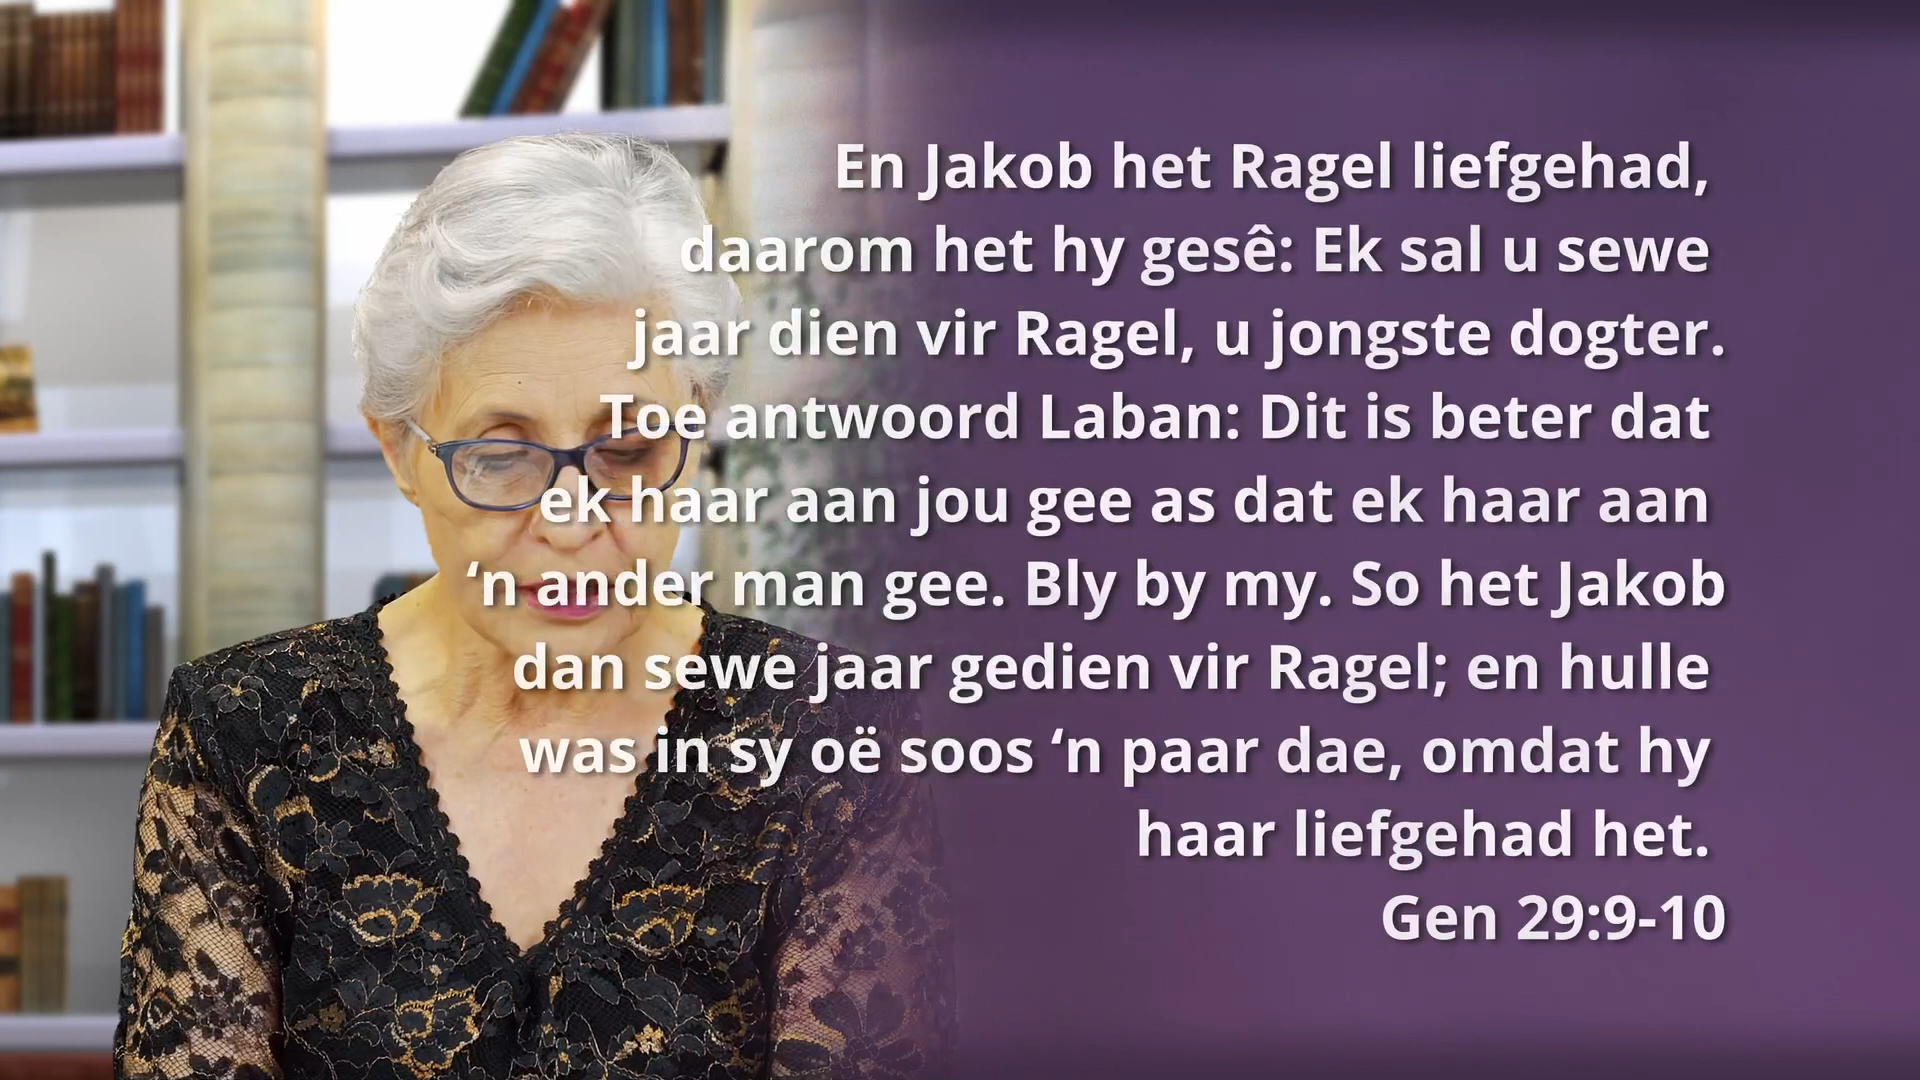 En Jakob het Ragel liefgehad,
daarom het hy gesê: Ek sal u sewe
jaar dien vir Ragel, u jongste dogter.
Toe antwoord Laban: Dit is beter dat
ek haar aan jou gee as dat ek haar aan
‘n ander man gee. Bly by my. So het Jakob
dan sewe jaar gedien vir Ragel; en hulle
was in sy oë soos ‘n paar dae, omdat hy
haar liefgehad het.
Gen 29:9-10